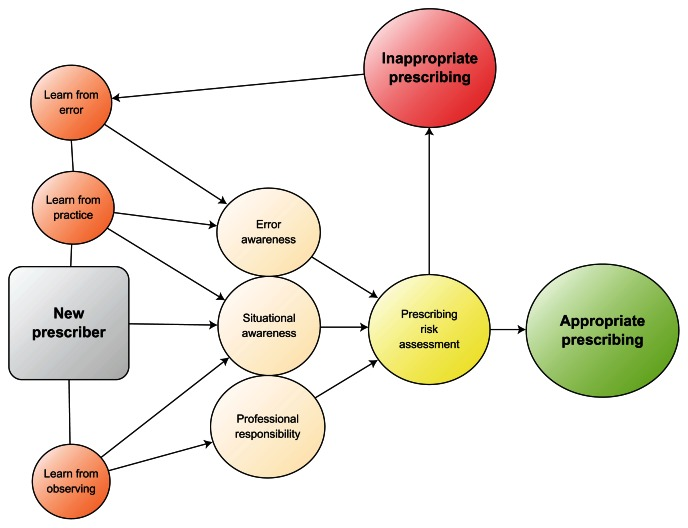 Inappropriate
prescribing
Learn from
error
Learn from
practice
Error
awareness
New
prescriber
Situational
awareness
Prescribing
risk
assessment
Appropriate
prescribing
Professional
responsibility
Learn from
observing